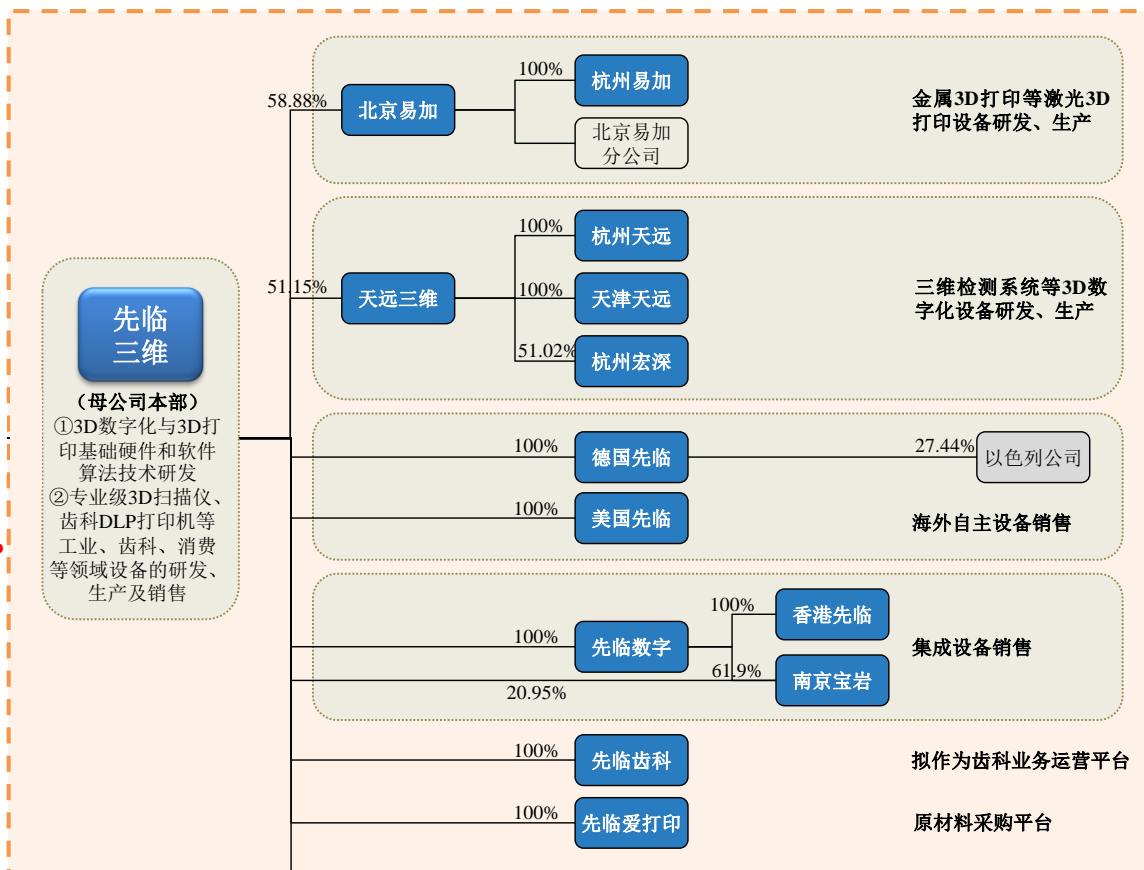 58.88%
北京易加
100%
杭州易加
北京易加
分公司
金属3D打印等激光3D
打印设备研发、生产
51.15%
天远三维
100%
杭州天远
100%
天津天远
51.02%
杭州宏深
三维检测系统等3D数
字化设备研发、生产
先临
三维
（母公司本部）
①3D数字化与3D打
印基础硬件和软件
算法技术研发
②专业级3D扫描仪、
齿科DLP打印机等
工业、齿科、消费
等领域设备的研发、
生产及销售
100%
德国先临
27.44%
以色列公司
100%
美国先临
海外自主设备销售
100%
先临数字
100%
香港先临
61.9%
南京宝岩
20.95%
集成设备销售
100%
先临齿科
拟作为齿科业务运营平台
100%
先临爱打印
原材料采购平台